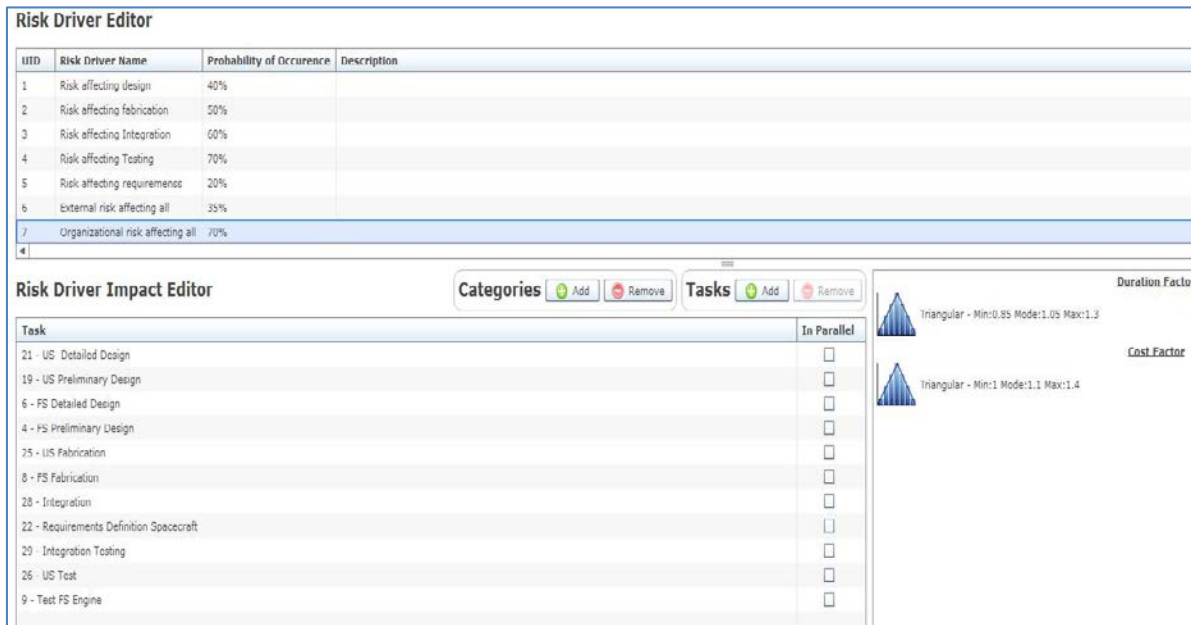 Risk Driver Editor
UID Risk Driver Name Probability of Occurence Description
1 Risk affecting design 40%
2 Risk affecting fabrication 50%
3 Risk affecting Integration 60%
4 Risk affecting Testing 70%
5 Risk affecting requirementss 20%
6 External risk affecting all 35%
7 Organizational risk affecting all 70%
Risk Driver Impact Editor Categories Add Remove Tasks Add Remove
Task In Parallel
21 - US Detailed Design
19 - US Preliminary Design
6 - FS Detailed Design
4 - FS Preliminary Design
25 - US Fabrication
8 - FS Fabrication
28 - Integration
22 - Requirements Definition Spacecraft
29 - Integration Testing
26 - US Test
9 - Test FS Engine
Duration Facto
Triangular - Min:0.85 Mode:1.05 Max:1.3
Cost Factor
Triangular - Min:1 Mode:1.1 Max:1.4